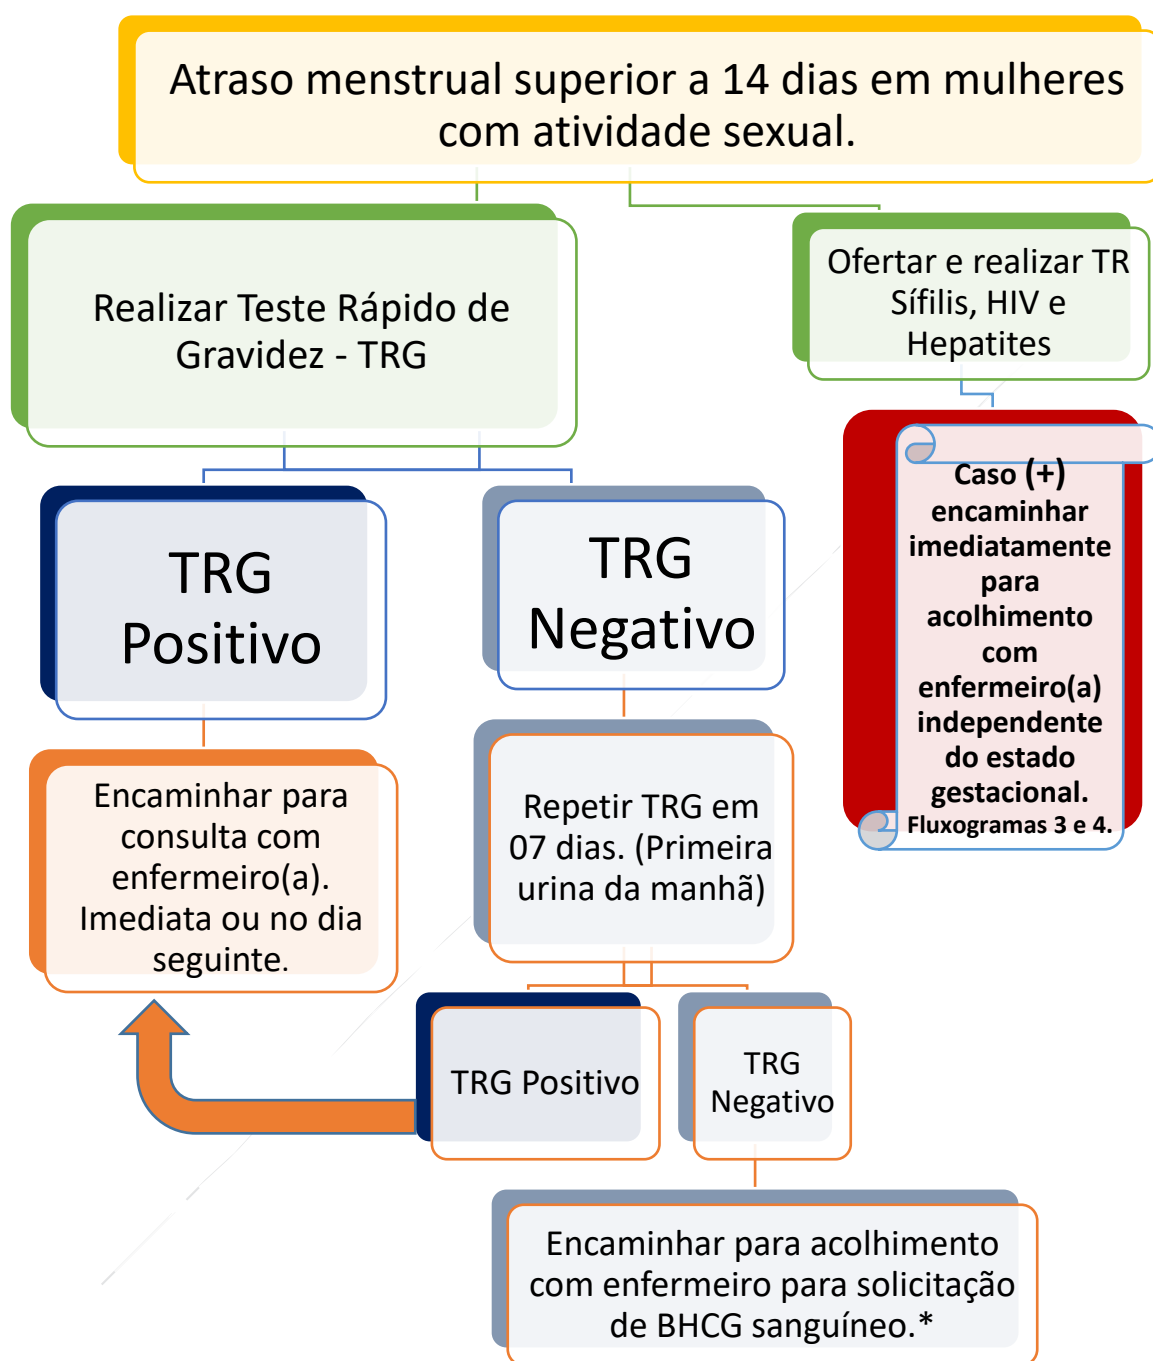 Atraso menstrual superior a 14 dias em mulheres
com atividade sexual.
Realizar Teste Rápido de
Gravidez - TRG
Ofertar e realizar TR
Sífilis, HIV e
Hepatites
Caso (+)
encaminhar
imediatamente
para
acolhimento
com
enfermeiro(a)
independente
do estado
gestacional.
Fluxogramas 3 e 4.
TRG
Positivo
TRG
Negativo
Encaminhar para
consulta com
enfermeiro(a).
Imediata ou no dia
seguinte.
Repetir TRG em
07 dias. (Primeira
urina da manhã)
TRG Positivo
TRG
Negativo
Encaminhar para acolhimento
com enfermeiro para solicitação
de BHCG sanguíneo.*